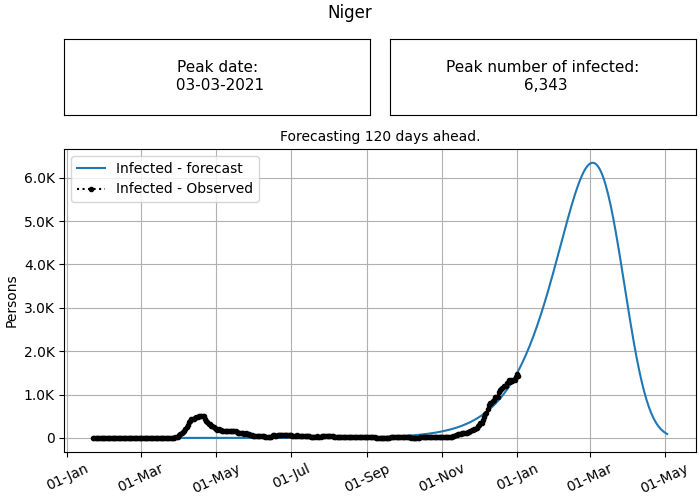 Niger
Peak date:
03-03-2021
Peak number of infected:
6,343
Forecasting 120 days ahead.
Infected - forecast
Infected - Observed
6.0K
5.0K
4.0K
3.0K
2.0K
1.0K
0
Persons
01-Jan
01-Mar
01-May
01-Jul
01-Sep
01-Nov
01-Jan
01-Mar
01-May